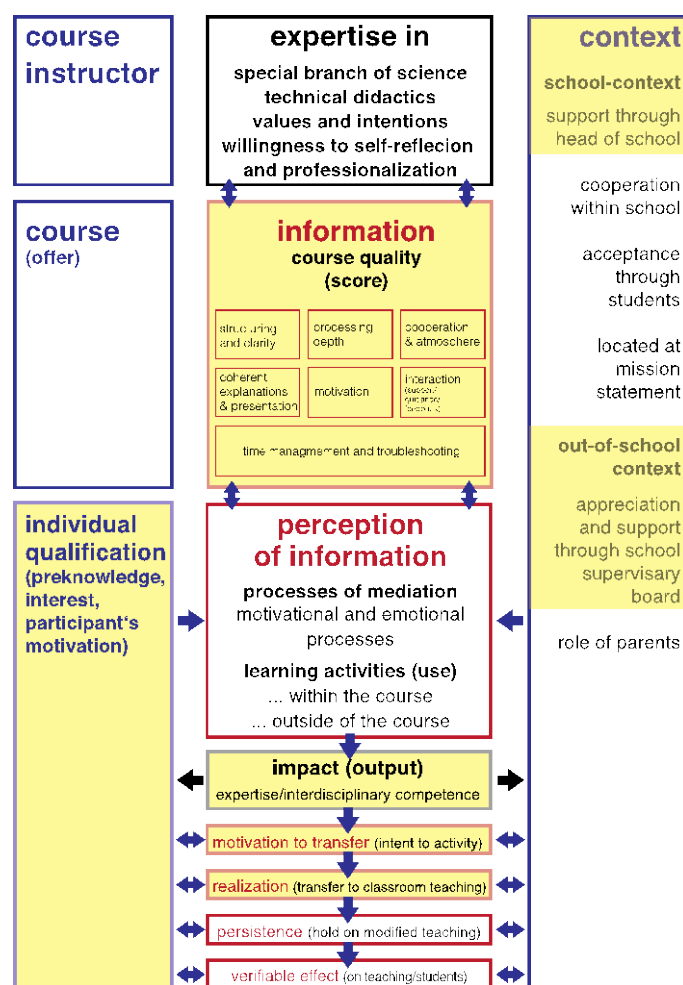 course
instructor
expertise in
special branch of science
technical didactics
values and intentions
willingness to self-reflecion
and professionalization
course
(offer)
information
course quality
(score)
structuring
and clarity
processing
depth
cooperation
& atmosphere
coherent
explanations
& presentation
motivation
interaction
time managmement and troubleshooting
individual
qualification
(preknowledge,
interest,
participant's
motivation)
perception
of information
processes of mediation
motivational and emotional
processes
learning activities (use)
... within the course
... outside of the course
impact (output)
expertise/interdisciplinary competence
motivation to transfer (intent to activity)
realization (transfer to classroom teaching)
persistence (hold on modified teaching)
verifiable effect (on teaching/students)
context
school-context
support through
head of school
cooperation
within school
acceptance
through
students
located at
mission
statement
out-of-school
context
appreciation
and support
through school
supervisary
board
role of parents